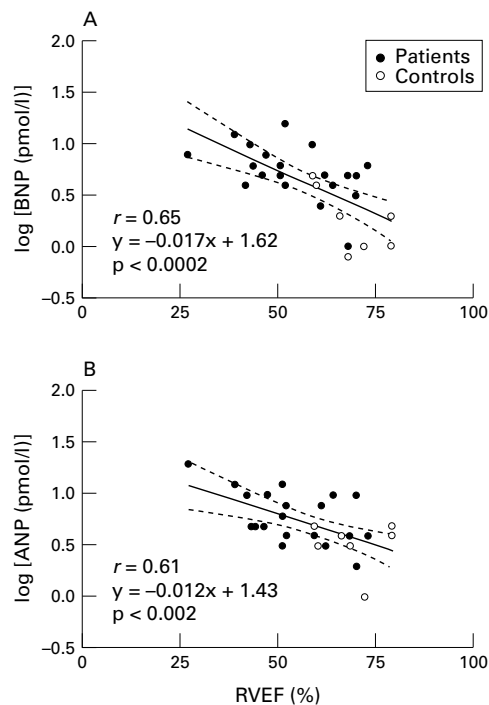 A
2.0
1.5
1.0
0.5
0.0
–0.5
log [BNP (pmol/l)]
Patients
Controls
r = 0.65
y = –0.017x + 1.62
p < 0.0002
0 25 50 75 100
B
2.0
1.5
1.0
0.5
0.0
–0.5
log [ANP (pmol/l)]
r = 0.61
y = –0.012x + 1.43
p < 0.002
0 25 50 75 100
RVEF (%)